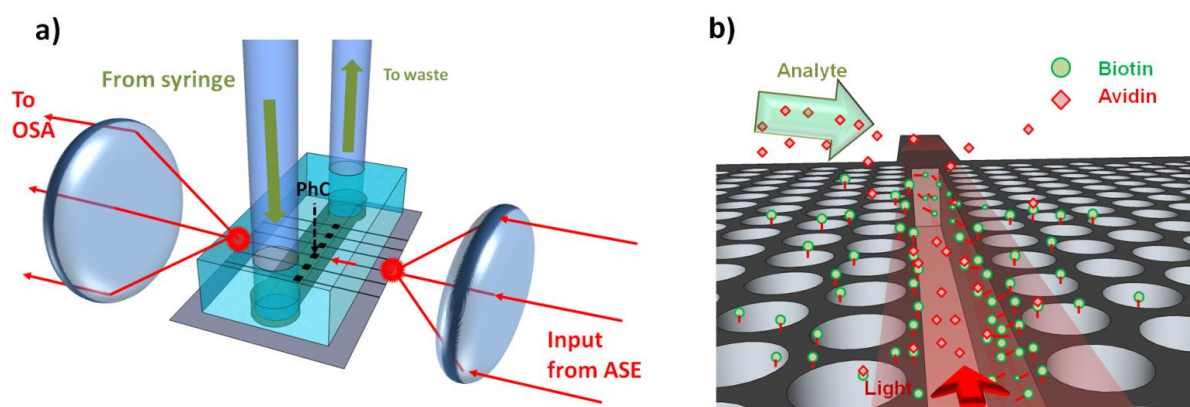 a)
From syringe
To waste
To
OSA
PhC
Input
from ASE
b)
Analyte
Biotin
Avidin
Light